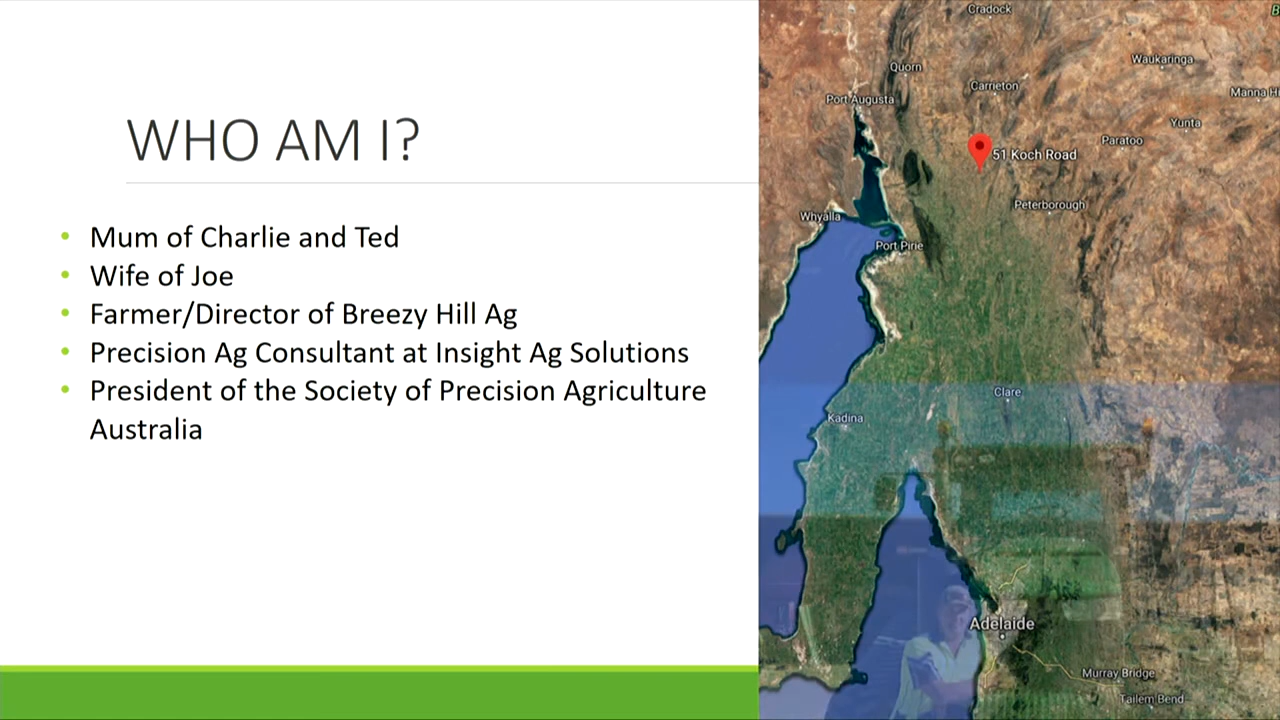 WHO AM I?
• Mum of Charlie and Ted
• Wife of Joe
• Farmer/Director of Breezy Hill Ag
• Precision Ag Consultant at Insight Ag Solutions
• President of the Society of Precision Agriculture
Australia
Cradock
Waukaringa
Quorn
Carrieton
Manna Hi
Port Augusta
Yunta
Paratoo
51 Koch Road
Peterborough
Whyalla
Port Pirie
Clare
Kadina
Adelaide
Murray Bridge
Tailem Bend